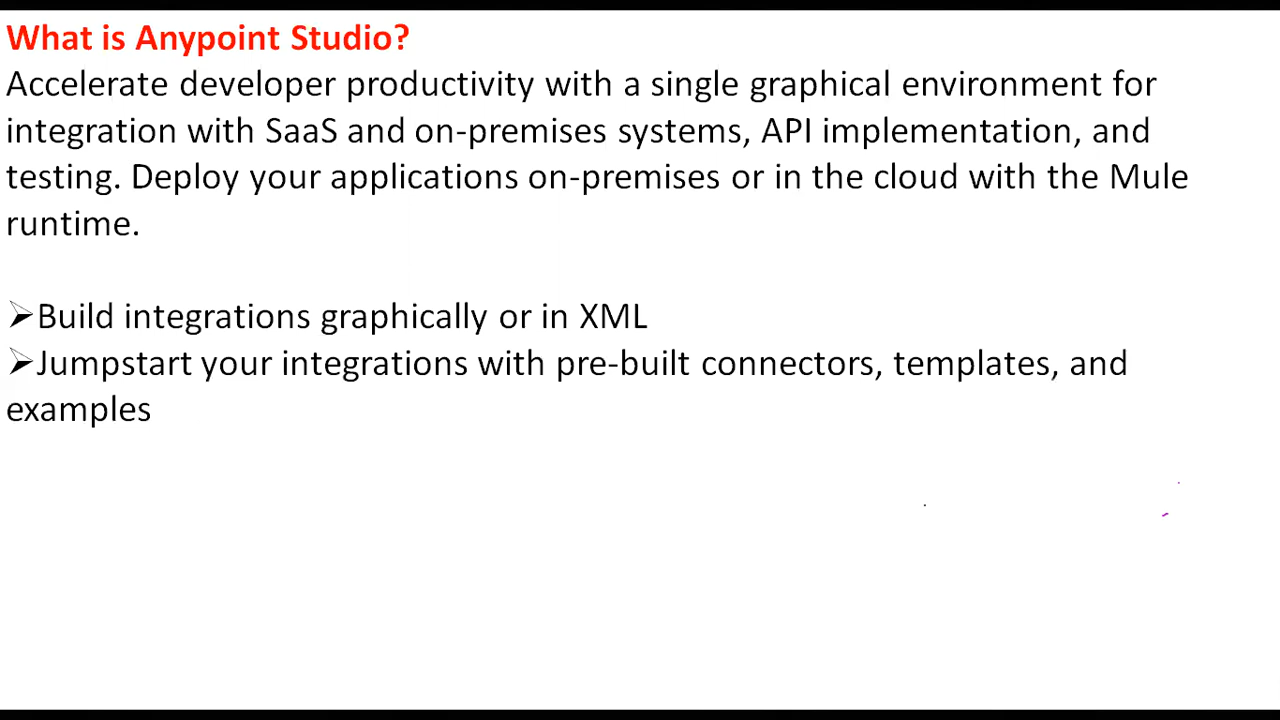 What is Anypoint Studio?
Accelerate developer productivity with a single graphical environment for
integration with SaaS and on-premises systems, API implementation, and
testing. Deploy your applications on-premises or in the cloud with the Mule
runtime.
➢Build integrations graphically or in XML
➢Jumpstart your integrations with pre-built connectors, templates, and
examples